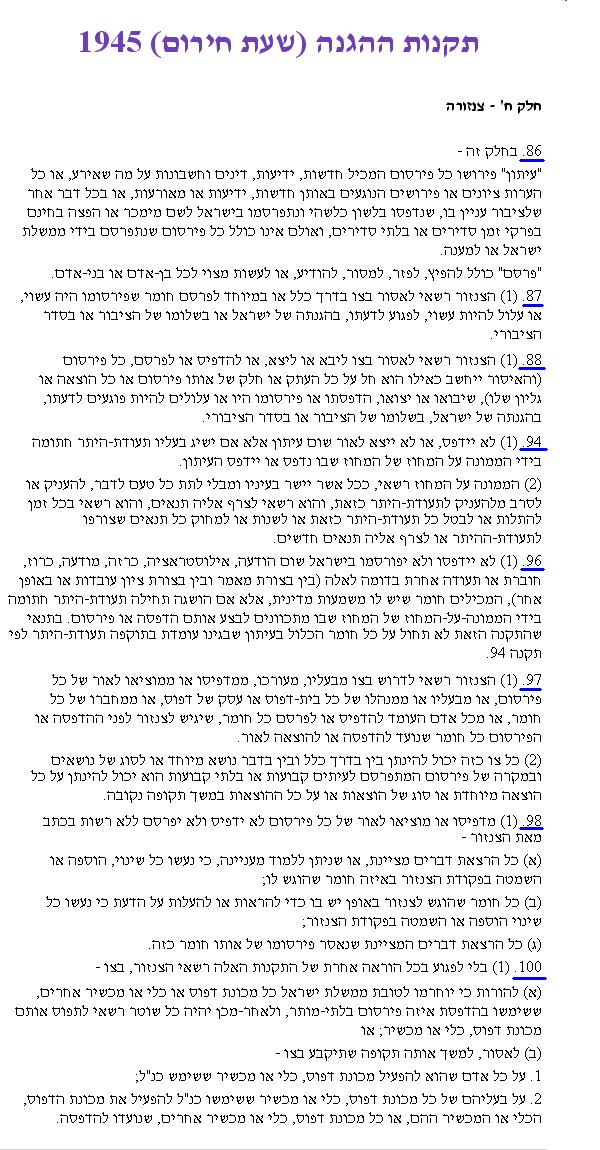 תקנות ההגנה (שעת חירום) 1945
חלק ח' - צנזורה
86. בחלק זה -
"עיתון" פירושו כל פירסום המכיל חדשות, ידיעות, דינים וחשבונות על מה שאירע, או כל
הערות ציונים או פירושים הנוגעים באותן חדשות, ידיעות או מאורעות, או בכל דבר אחר
שלציבור עניין בו, שנדפסו בלשון כלשהי ונתפרסמו בישראל לשם מימכר או הפצה בחינם
בפרקי זמן סדירים או בלתי סדירים, ואולם אינו כולל כל פירסום שנתפרסם בידי ממשלת
ישראל או למענה.
"פרסם" כולל להפיץ, לפזר, למסור, להודיע, או לעשות מצוי לכל בן-אדם או בני-אדם.
87. (1) הצנזור רשאי לאסור בצו בדרך כלל או במיוחד לפרסם חומר שפירסומו היה עשוי,
או עלול להיות עשוי, לפגוע לדעתו, בהגנתה של ישראל או בשלומו של הציבור או בסדר
הציבורי.
88. (1) הצנזור רשאי לאסור בצו ליבא או ליצא, או להדפיס או לפרסם, כל פירסום
(והאיסור ייחשב כאילו הוא חל על כל העתק או חלק של אותו פירסום או כל הוצאה או
גליון שלו), שיבואו או יצואו, הדפסתו או פירסומו היו או עלולים להיות פוגעים לדעתו,
בהגנתה של ישראל, בשלומו של הציבור או בסדר הציבורי.
94. (1) לא יידפס, או לא ייצא לאור שום עיתון אלא אם ישיג בעליו תעודת-היתר חתומה
בידי הממונה על המחוז של המחוז שבו נדפס או יידפס העיתון.
(2) הממונה על המחוז רשאי, ככל אשר יישר בעיניו ומבלי לתת כל טעם לדבר, להעניק או
לסרב מלהעניק לתעודת-היתר כזאת, והוא רשאי לצרף אליה תנאים, והוא רשאי בכל זמן
להתלות או לבטל כל תעודת-היתר כזאת או לשנות או למחוק כל תנאים שצורפו
לתעודת-ההיתר או לצרף אליה תנאים חדשים.
96. (1) לא יידפסו ולא יפורסמו בישראל שום הודעה, אילוסטראציה, כרזה, מודעה, כרוז,
חוברת או תעודה אחרת בדומה לאלה (בין בצורת מאמר ובין בצורת ציון עובדות או באופן
אחר), המכילים חומר שיש לו משמעות מדינית, אלא אם הושגה תחילה תעודת-היתר חתומה
בידי הממונה-על-המחוז של המחוז שבו מתכוונים לבצע אותם הדפסה או פירסום. בתנאי
שהתקנה הזאת לא תחול על כל חומר הכלול בעיתון שבגינו עומדת בתוקפה תעודת-היתר לפי
תקנה 94.
97. (1) הצנזור רשאי לדרוש בצו מבעליו, מעורכו, ממדפיסו או ממוציאו לאור של כל
פירסום, או מבעליו או ממנהלו של כל בית-דפוס או עסק של דפוס, או ממחברו של כל
חומר, או מכל אדם העומד להדפיס או לפרסם כל חומר, שיגיש לצנזור לפני ההדפסה או
הפירסום כל חומר שנועד להדפסה או להוצאה לאור.
(2) כל צו כזה יכול להינתן בין בדרך כלל ובין בדבר נושא מיוחד או לסוג של נושאים
ובמקרה של פירסום המתפרסם לעיתים קבועות או בלתי קבועות הוא יכול להינתן על כל
הוצאה מיוחדת או סוג של הוצאות או על כל ההוצאות במשך תקופה נקובה.
98. (1) מדפיסו או מוציאו לאור של כל פירסום לא ידפיס ולא יפרסם ללא רשות בכתב
מאת הצנזור -
(א) כל הרצאת דברים מציינת, או שניתן ללמוד מעניינה, כי נעשו כל שינוי, הוספה או
השמטה בפקודת הצנזור באיזה חומר שהוגש לו;
(ב) כל חומר שהוגש לצנזור באופן יש בו כדי להראות או להעלות על הדעת כי נעשו כל
שינוי הוספה או השמטה בפקודת הצנזור;
(ג) כל הרצאת דברים המציינת שנאסר פירסומו של אותו חומר כזה.
100. (1) בלי לפגוע בכל הוראה אחרת של התקנות האלה רשאי הצנזור, בצו -
(א) להורות כי יוחרמו לטובת ממשלת ישראל כל מכונת דפוס או כלי או מכשיר אחרים,
ששימשו בהדפסת איזה פירסום בלתי-מותר, ולאחר-מכן יהיה כל שוטר רשאי לתפוס אותם
מכונת דפוס, כלי או מכשיר; או
(ב) לאסור, למשך אותה תקופה שתיקבע בצו -
1. על כל אדם שהוא להפעיל מכונת דפוס, כלי או מכשיר ששימש כנ"ל;
2. על בעליהם של כל מכונת דפוס, כלי או מכשיר ששימשו כנ"ל להפעיל את מכונת הדפוס,
הכלי או המכשיר ההם, או כל מכונת דפוס, כלי או מכשיר אחרים, שנועדו להדפסה.